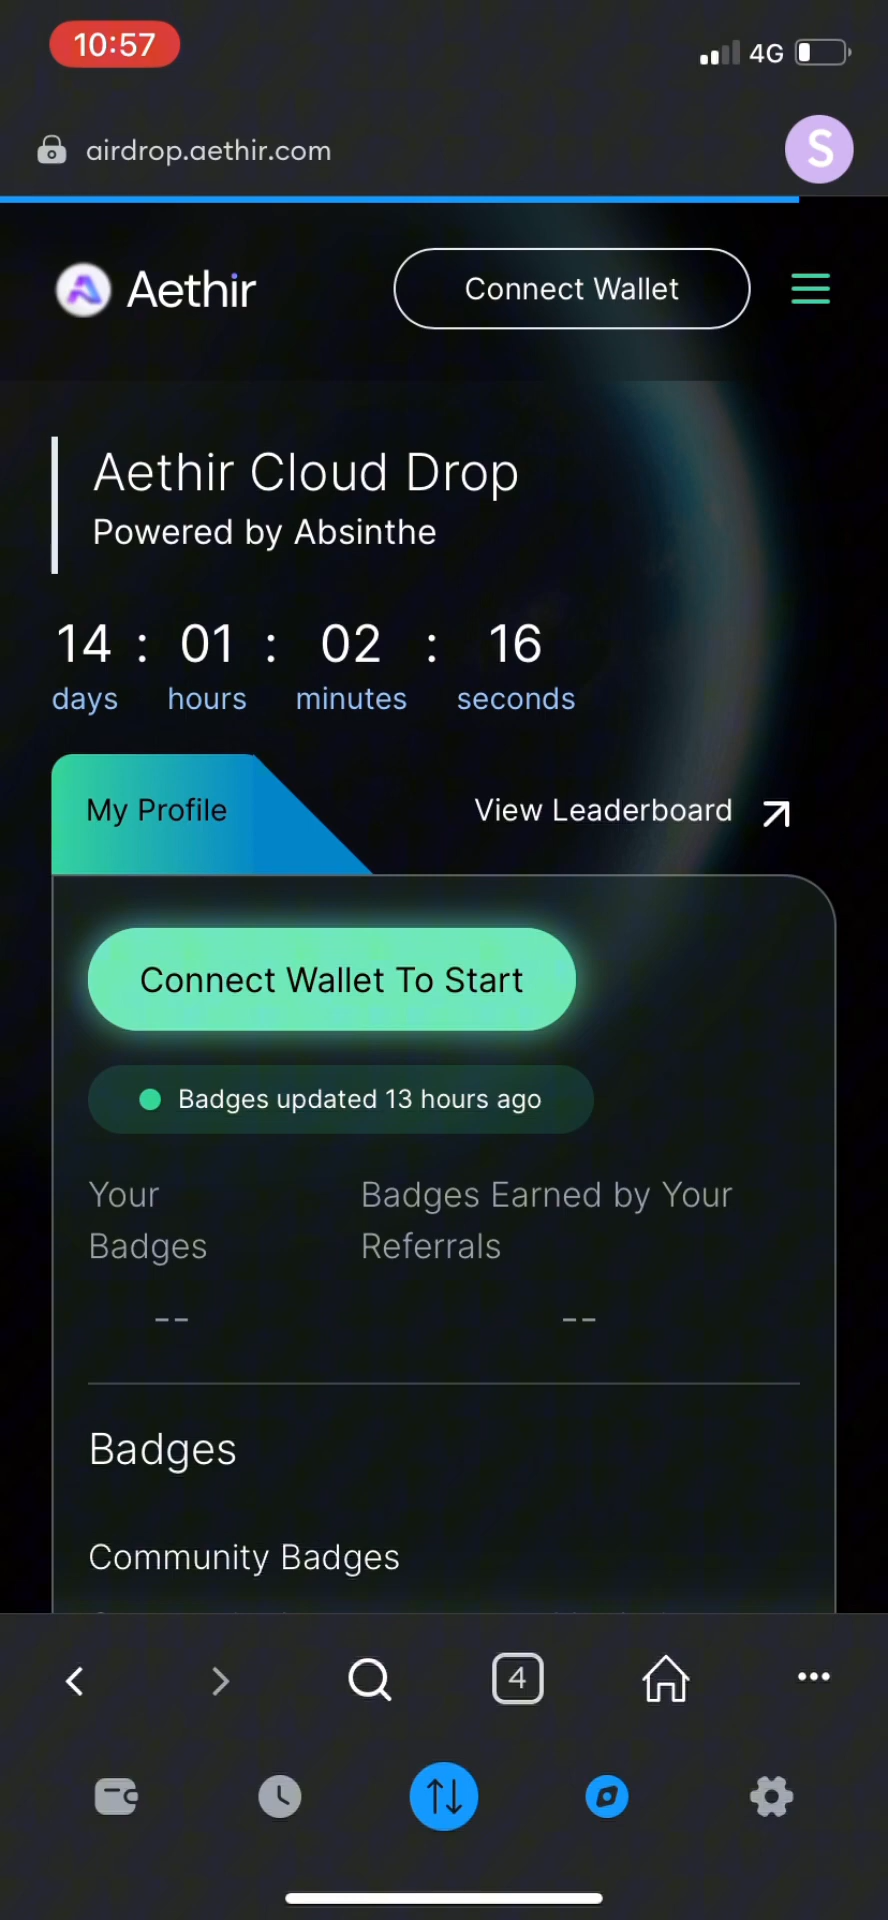 10:57
4G
airdrop.aethir.com
S
Aethir
Connect Wallet
Aethir Cloud Drop
Powered by Absinthe
14 : 01 : 02 : 16
days hours minutes seconds
My Profile
View Leaderboard
Connect Wallet To Start
Badges updated 13 hours ago
Your Badges Earned by Your
Badges Referrals
-- --
Badges
Community Badges
4